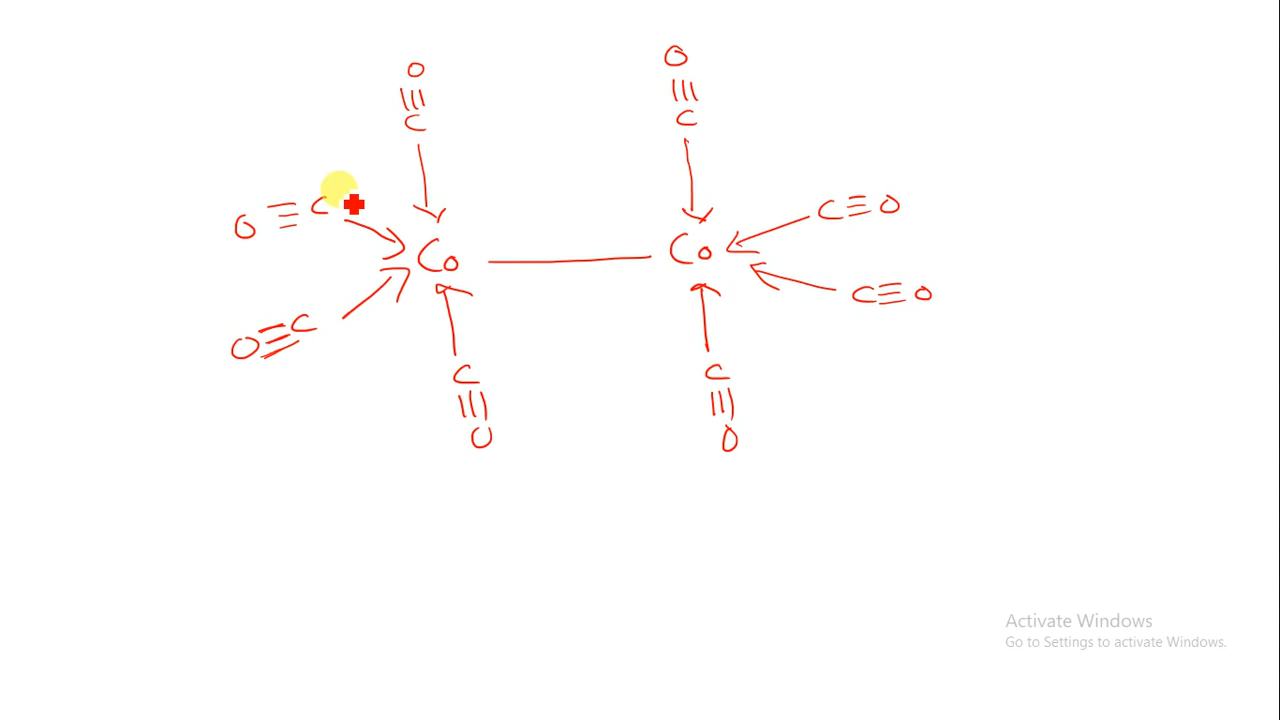 O
≡
C
O
≡
C
O ≡ C
C ≡ O
Co — Co
O ≡ C
C ≡ O
C
≡
O
C
≡
O
Activate Windows
Go to Settings to activate Windows.